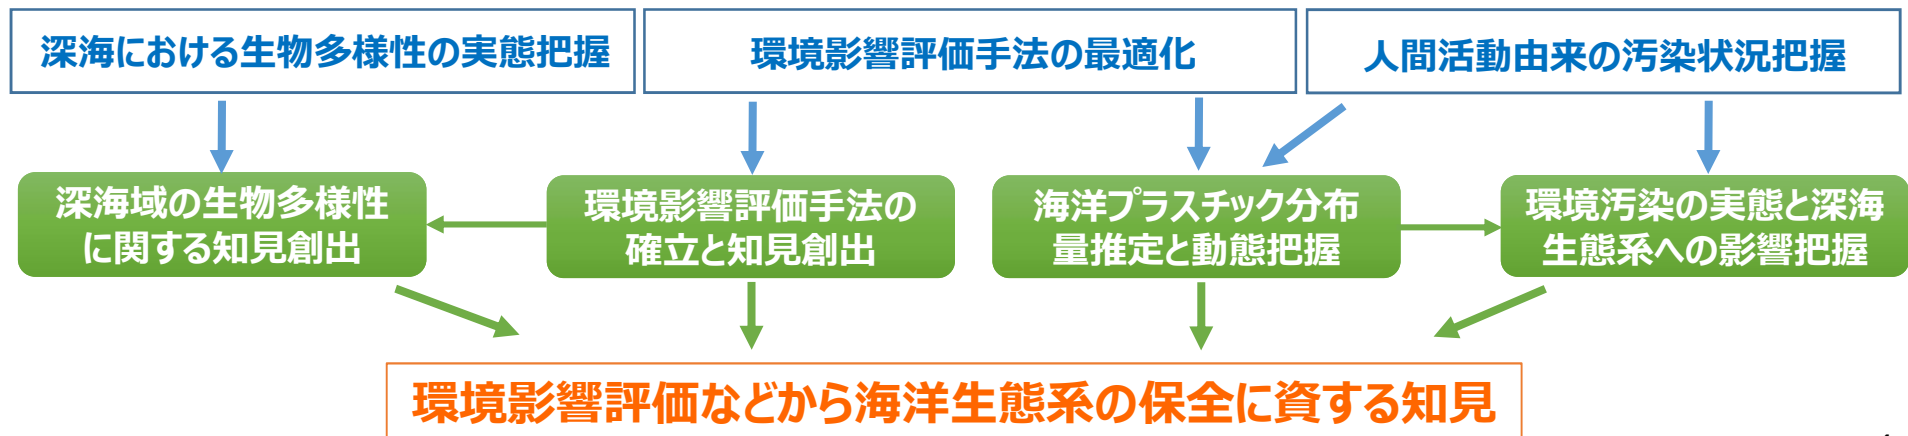 深海における生物多様性の実態把握
環境影響評価手法の最適化
人間活動由来の汚染状況把握
深海域の生物多様性
に関する知見創出
環境影響評価手法の
確立と知見創出
海洋プラスチック分布
量推定と動態把握
環境汚染の実態と深海
生態系への影響把握
環境影響評価などから海洋生態系の保全に資する知見